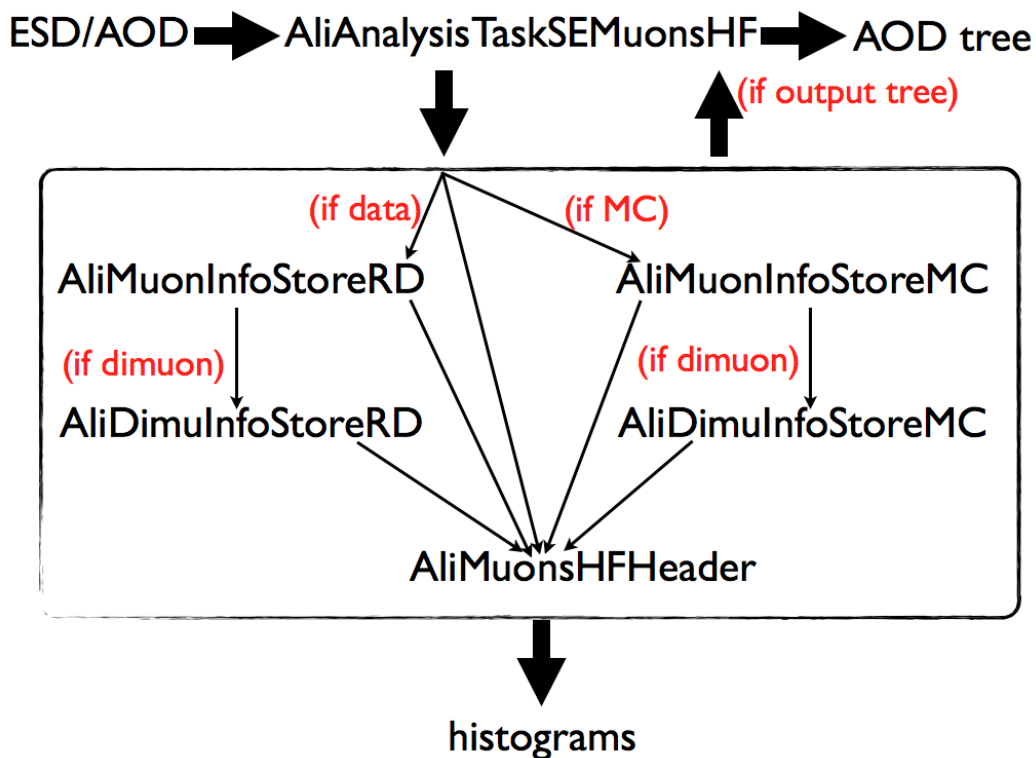 ESD/AOD AliAnalysisTaskSEMuonsHF AOD tree
(if output tree)
(if data) (if MC)
AliMuonInfoStoreRD AliMuonInfoStoreMC
(if dimuon) (if dimuon)
AliDimuInfoStoreRD AliDimuInfoStoreMC
AliMuonsHFHeader
histograms